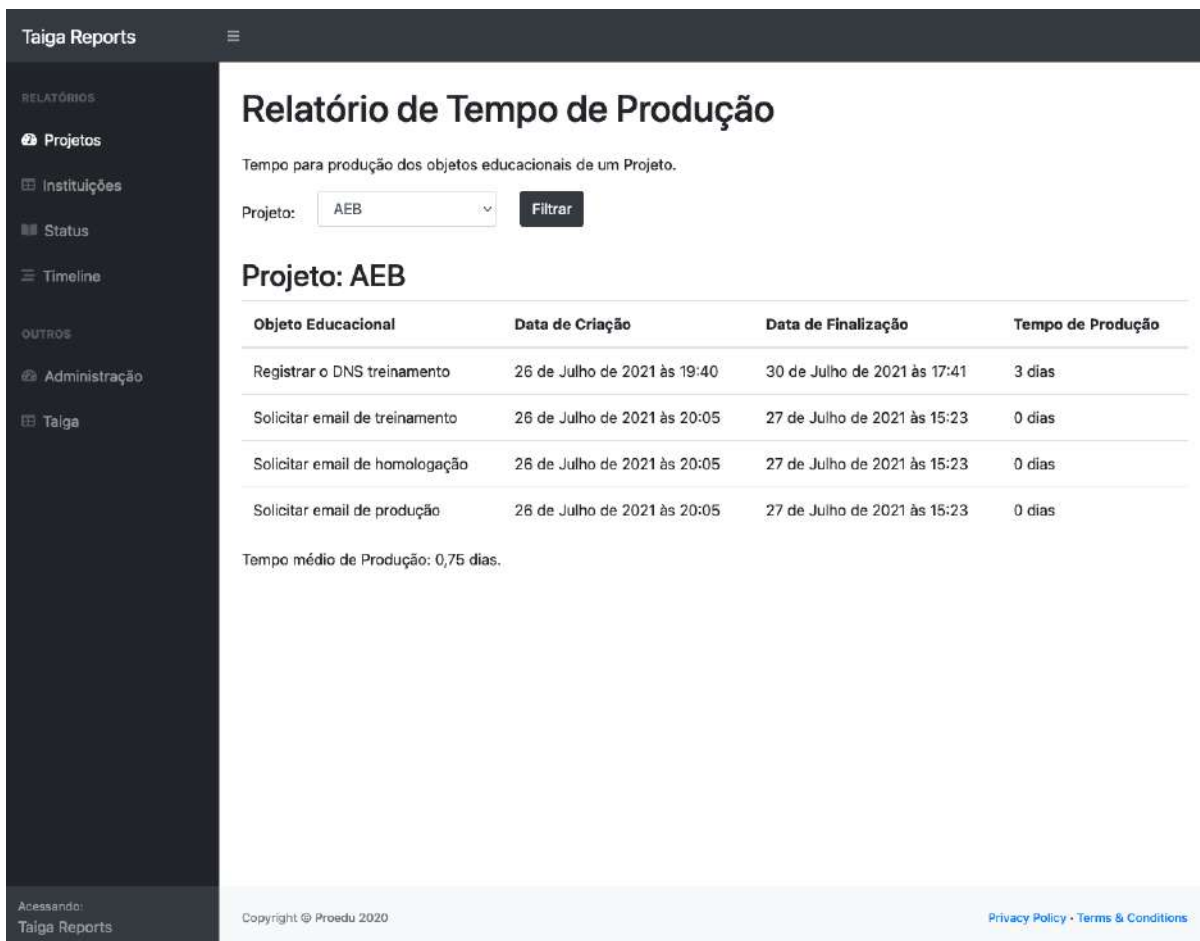 Taiga Reports
RELATÓRIOS
Projetos
Instituições
Status
Timeline
OUTROS
Administração
Taiga
Acessando:
Taiga Reports
Relatório de Tempo de Produção
Tempo para produção dos objetos educacionais de um Projeto.
Projeto: AEB Filtrar
Projeto: AEB
Objeto Educacional Data de Criação Data de Finalização Tempo de Produção
Registrar o DNS treinamento 26 de Julho de 2021 às 19:40 30 de Julho de 2021 às 17:41 3 dias
Solicitar email de treinamento 26 de Julho de 2021 às 20:05 27 de Julho de 2021 às 15:23 0 dias
Solicitar email de homologação 26 de Julho de 2021 às 20:05 27 de Julho de 2021 às 15:23 0 dias
Solicitar email de produção 26 de Julho de 2021 às 20:05 27 de Julho de 2021 às 15:23 0 dias
Tempo médio de Produção: 0,75 dias.
Copyright © Proedu 2020 Privacy Policy · Terms & Conditions